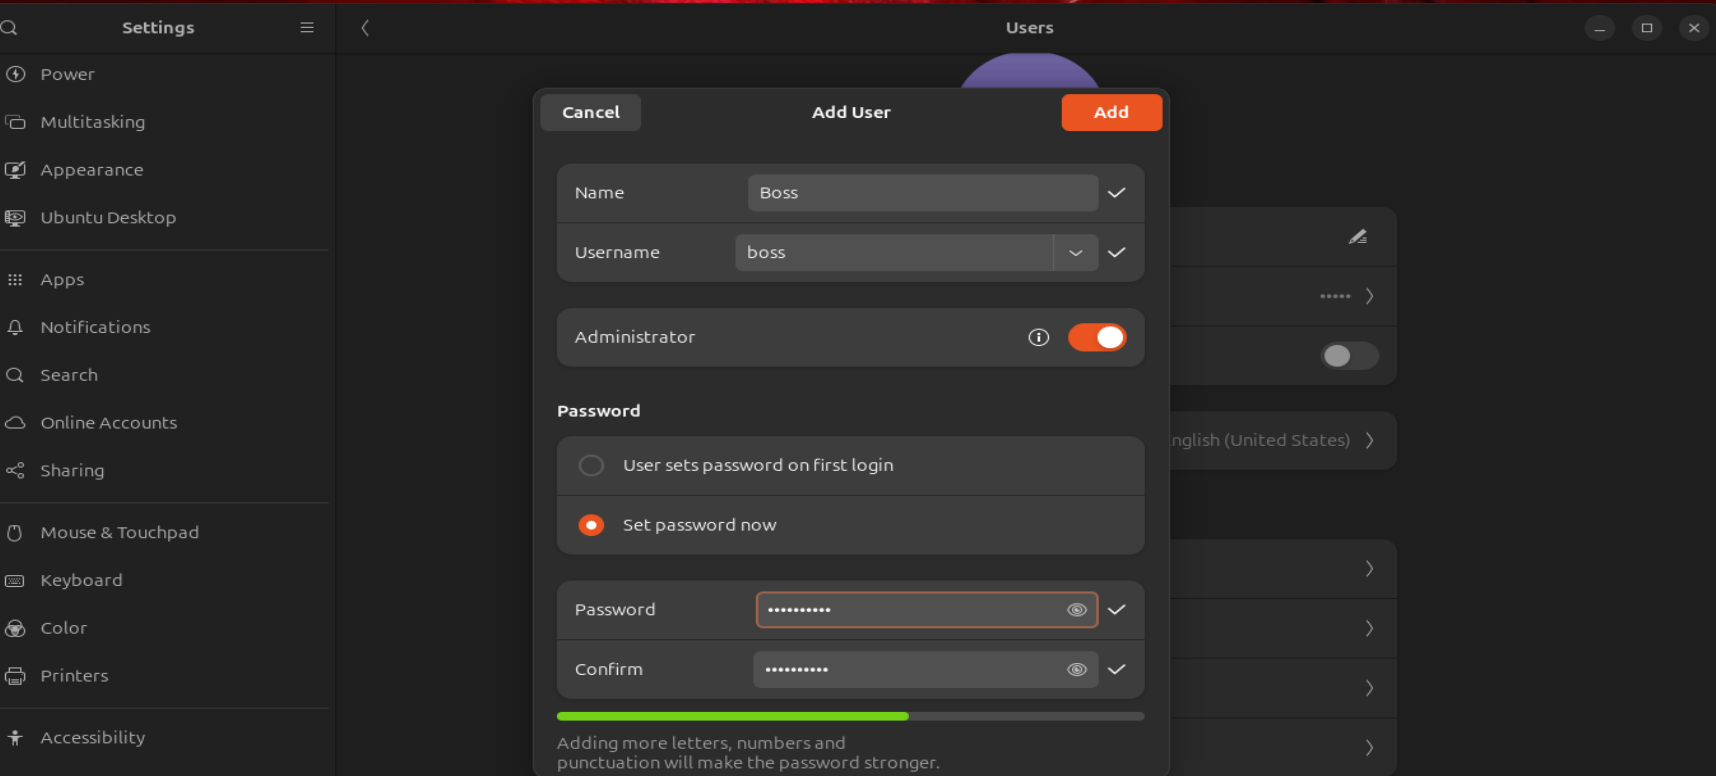 Settings
Power
Multitasking
Appearance
Ubuntu Desktop
Apps
Notifications
Search
Online Accounts
Sharing
Mouse & Touchpad
Keyboard
Color
Printers
Accessibility
Users
Cancel
Add User
Add
Name
Boss
Username
boss
Administrator
Password
User sets password on first login
Set password now
Password
••••••••••
Confirm
••••••••••
Adding more letters, numbers and
punctuation will make the password stronger.
•••••
nglish (United States)